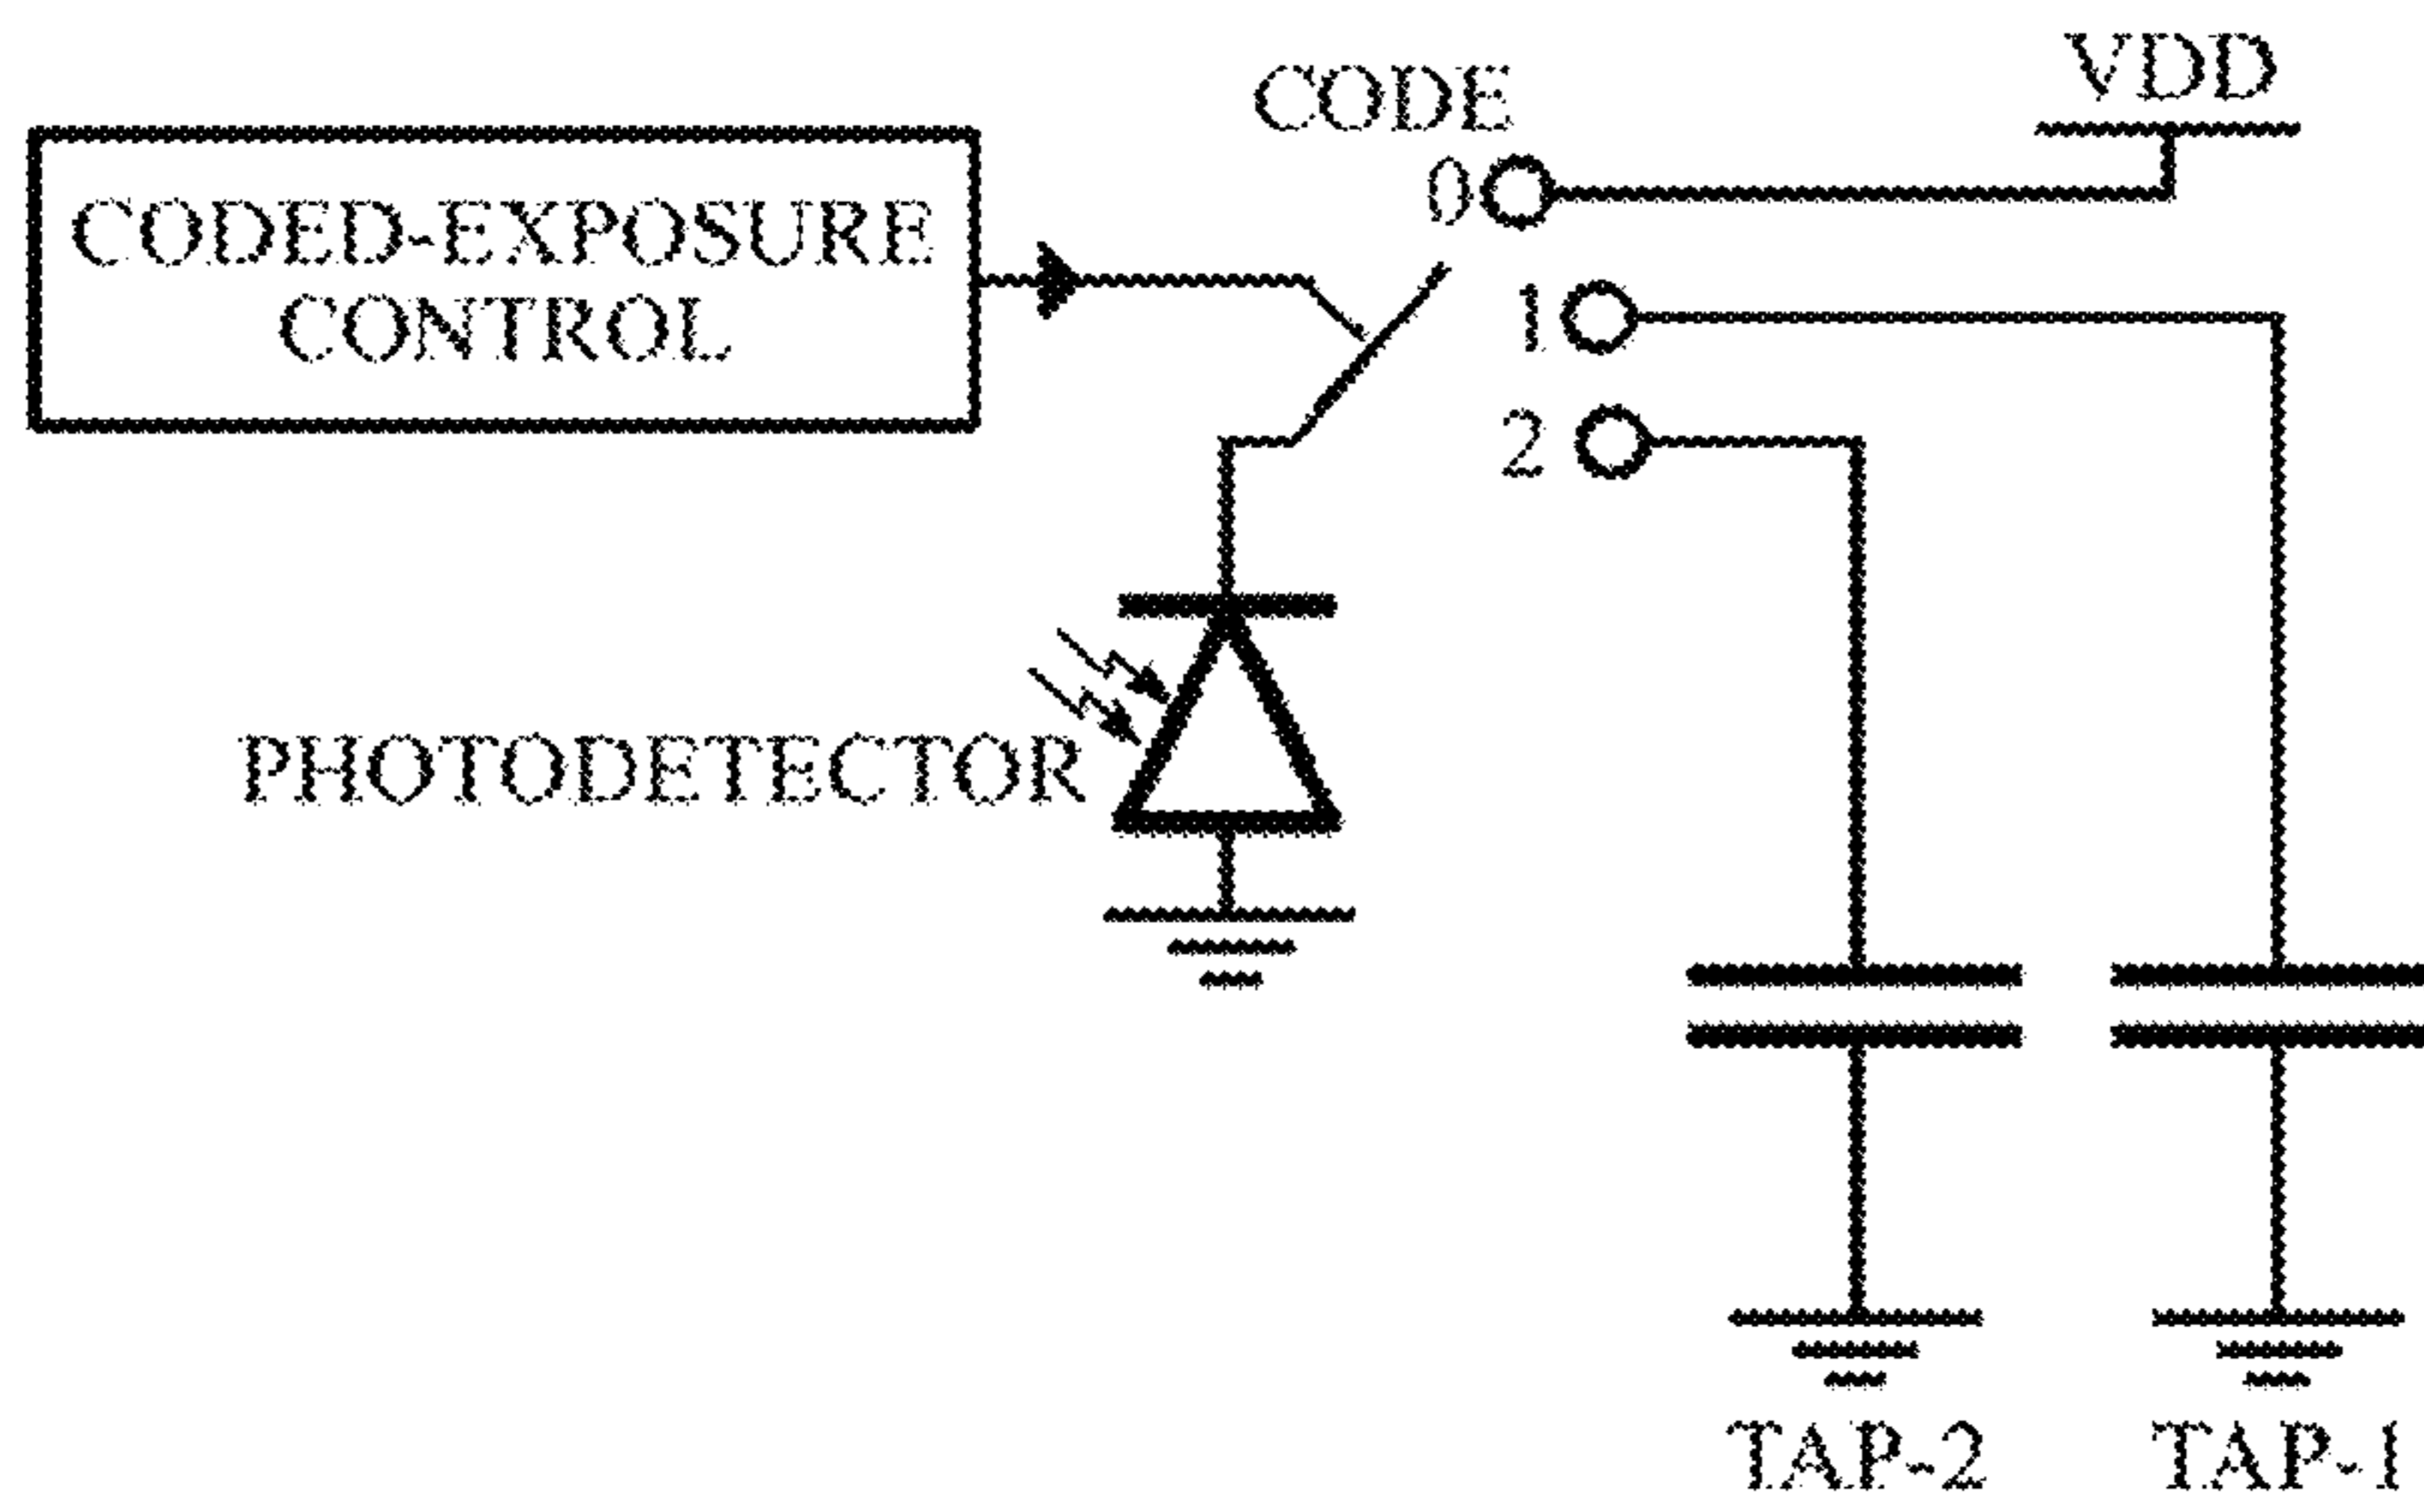 VDD
CODE
0
CODED-EXPOSURE
CONTROL
1
2
PHOTODETECTOR
TAP-2
TAP-1